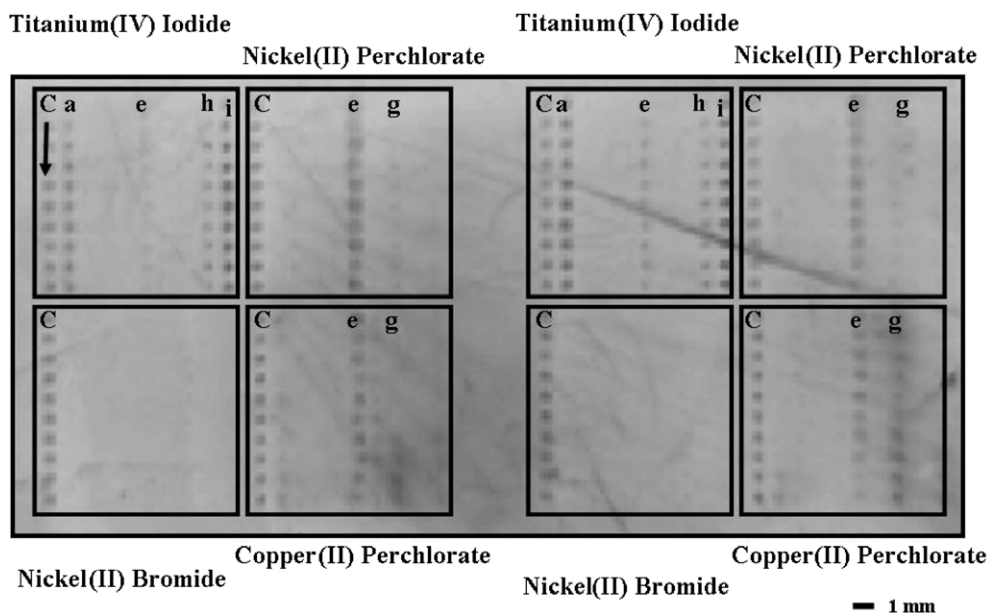 Titanium(IV) Iodide
Titanium(IV) Iodide
Nickel(II) Perchlorate
Nickel(II) Perchlorate
C a e h i
C e g
C a e h i
C e g
C
C e g
C
C e g
Copper(II) Perchlorate
Copper(II) Perchlorate
Nickel(II) Bromide
Nickel(II) Bromide
1 mm